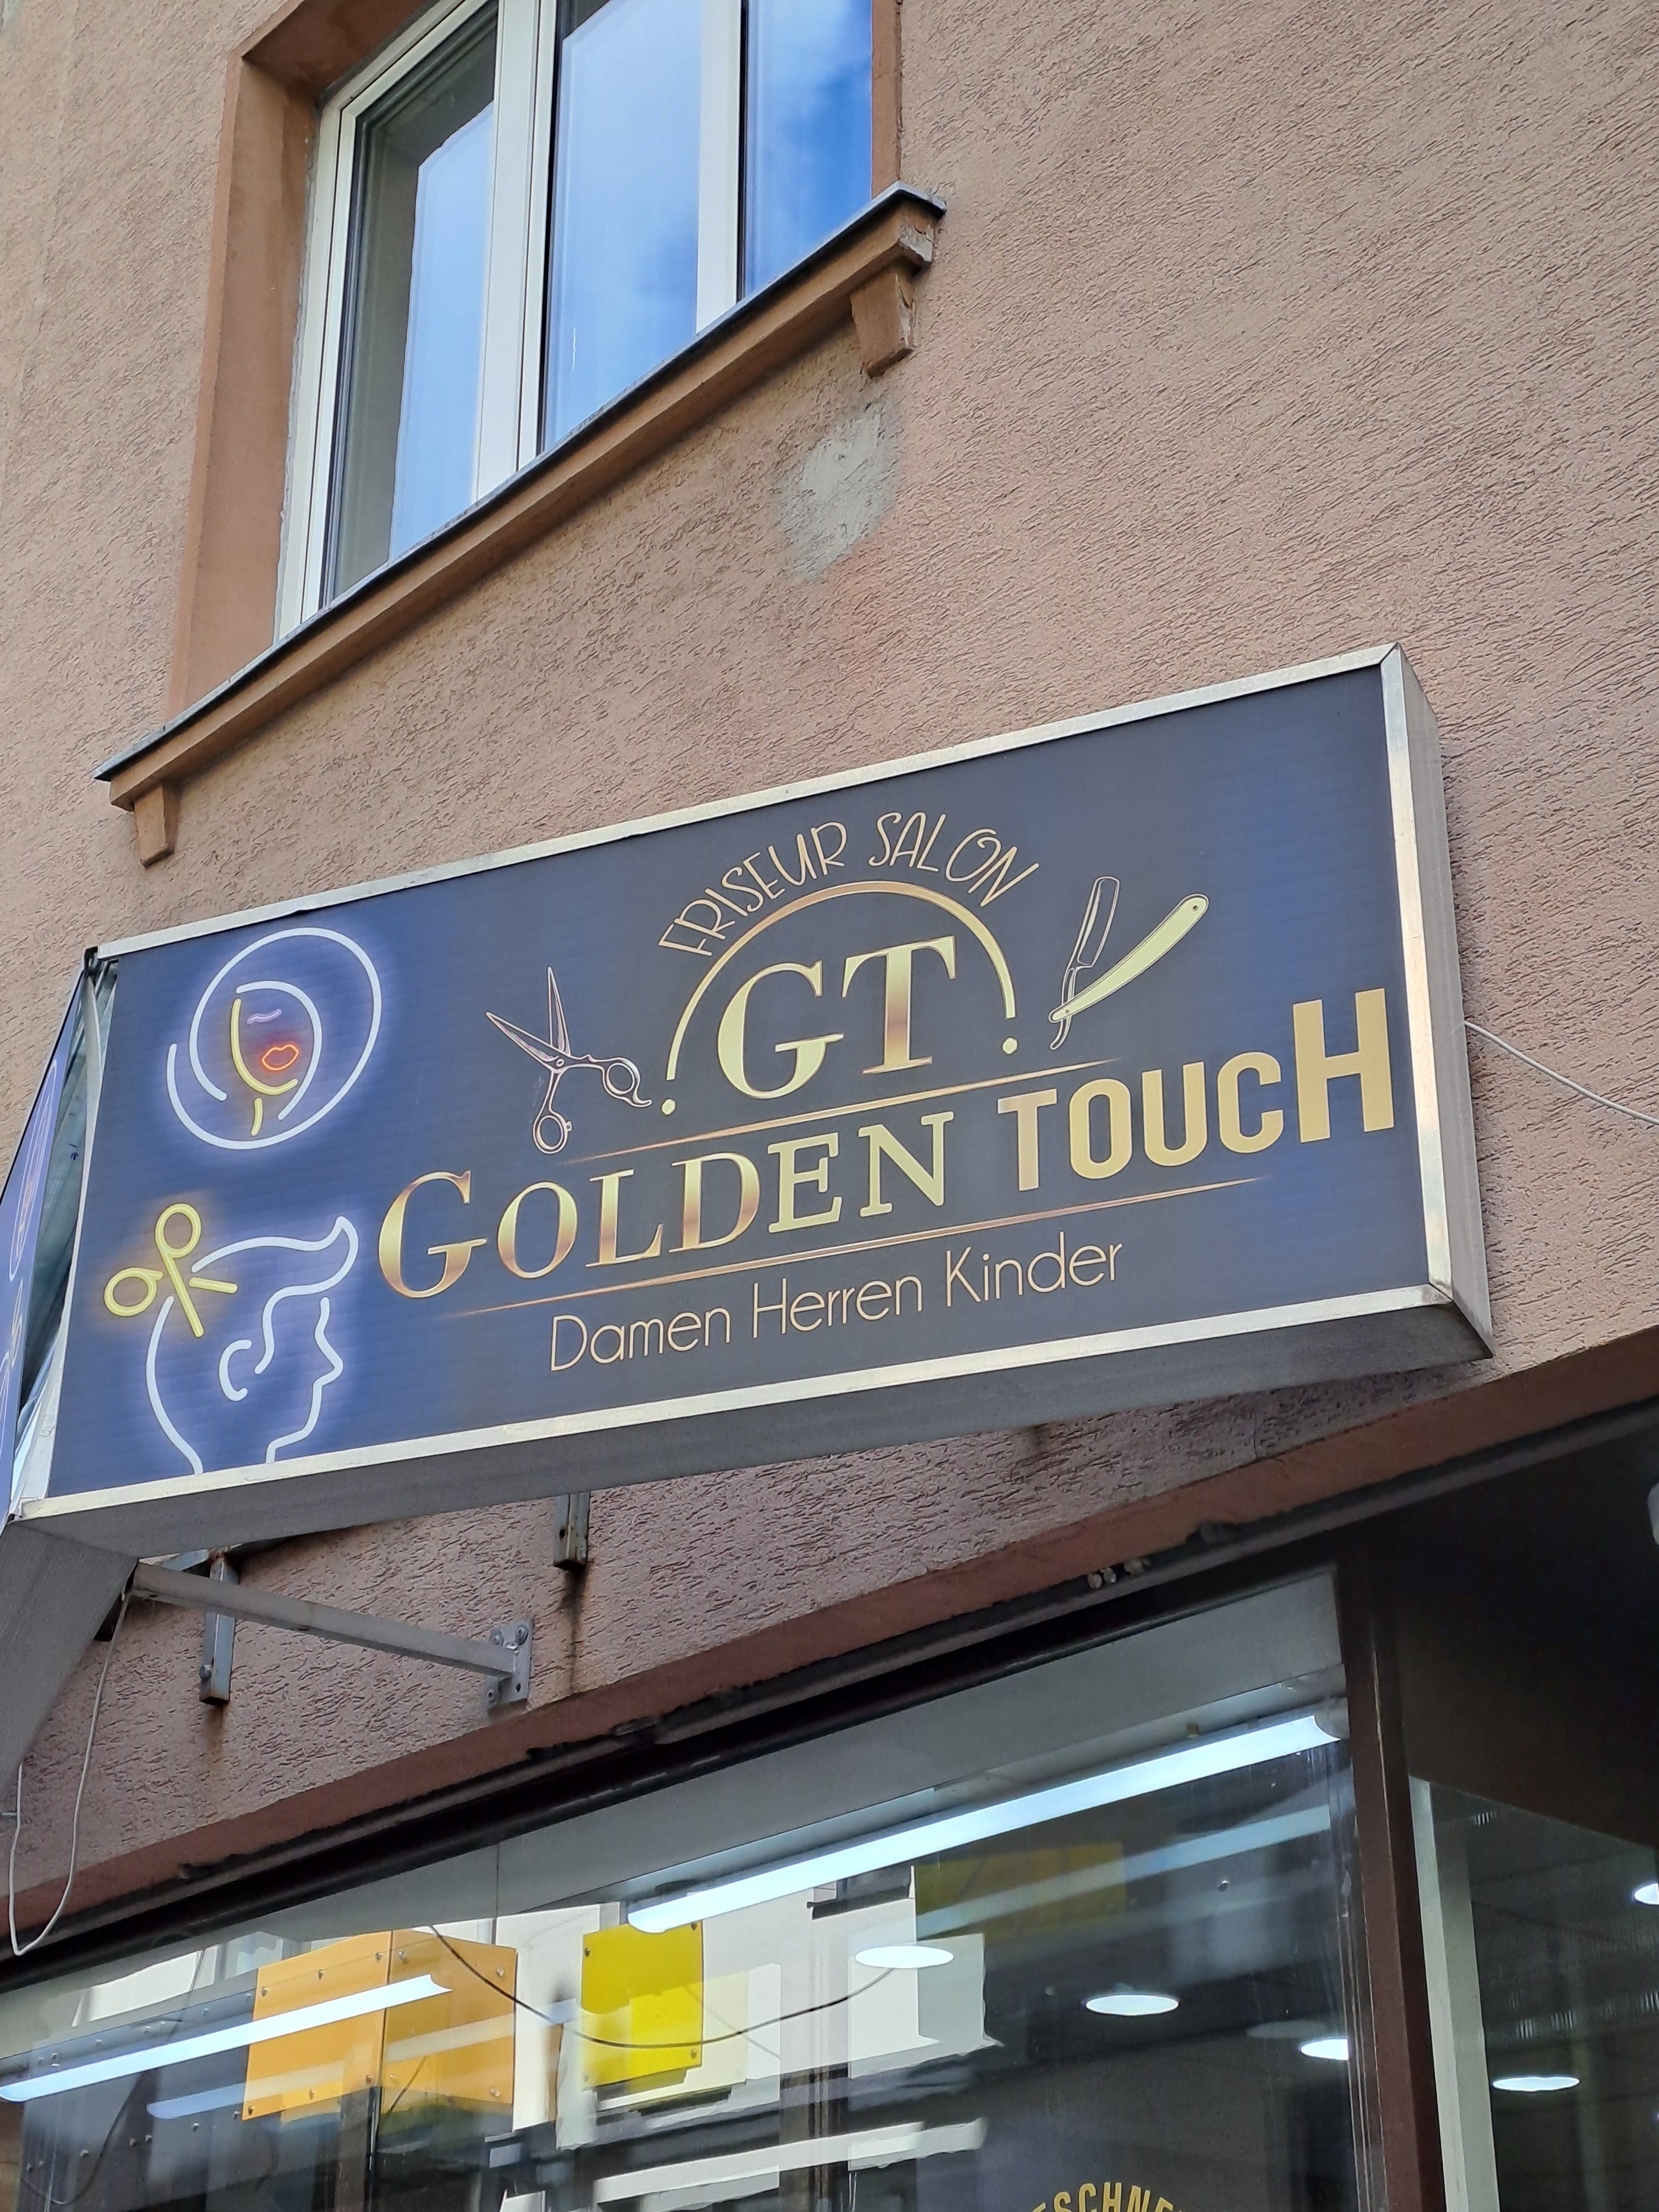 FRISEUR SALON
GT
GOLDEN TOUCH
Damen Herren Kinder